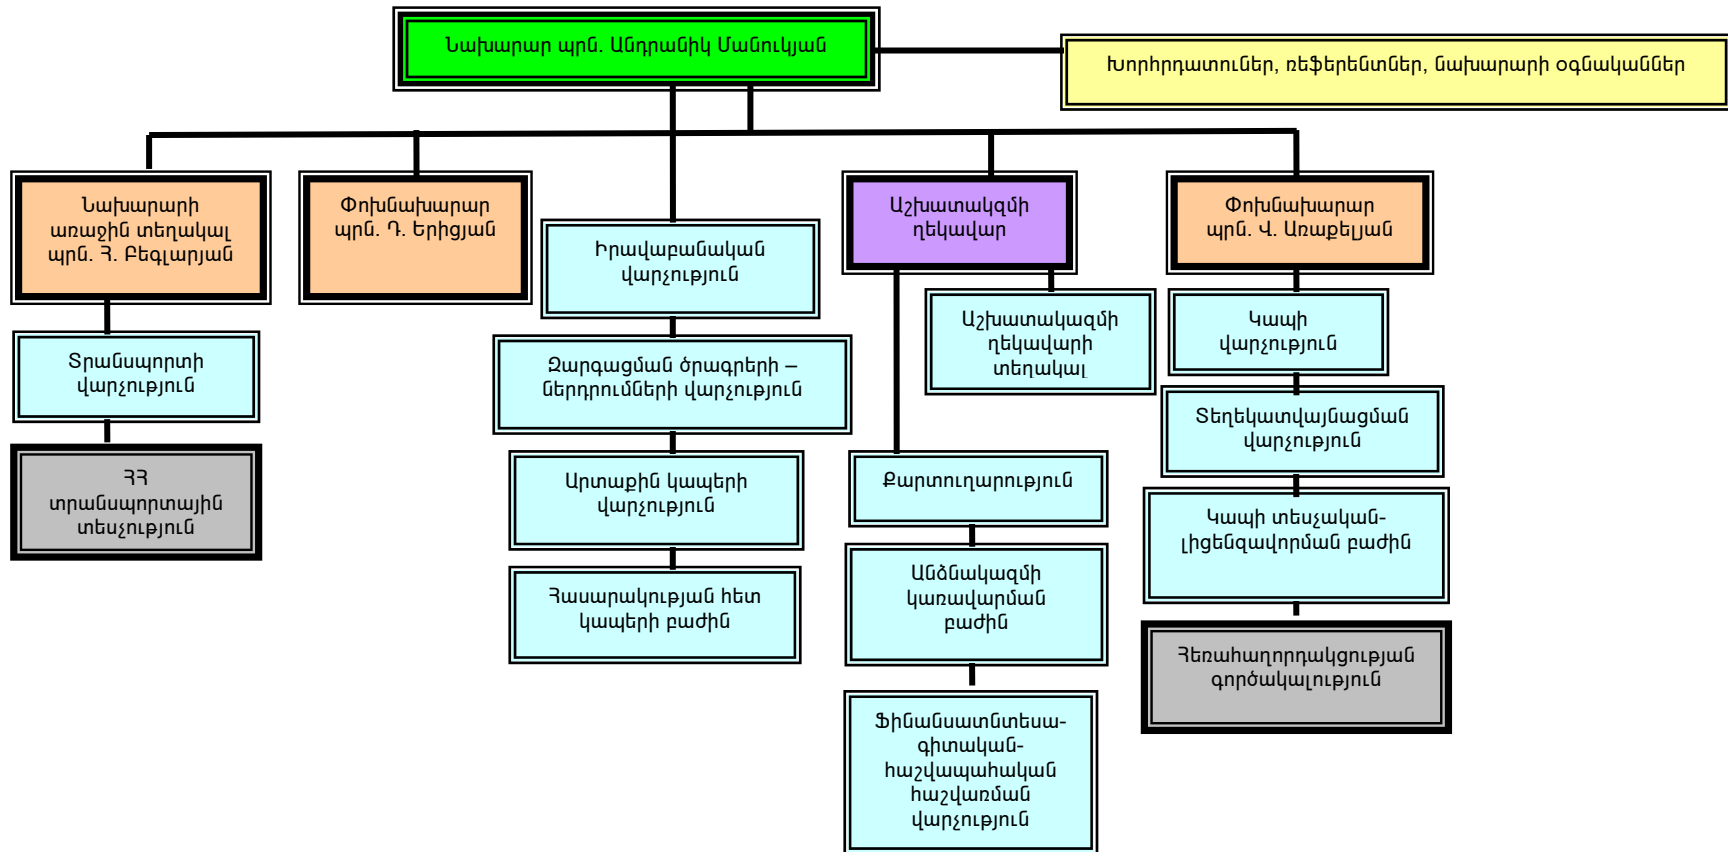 Նախարար պրն. Անդրանիկ Մանուկյան
Խորհրդատուներ, ռեֆերենտներ, նախարարի օգնականներ
Նախարարի
առաջին տեղակալ
պրն. Հ. Բեգլարյան
Փոխնախարար
պրն. Դ. Երիցյան
Իրավաբանական
վարչություն
Աշխատակզմի
ղեկավար
Փոխնախարար
պրն. Վ. Առաքելյան
Տրանսպորտի
վարչություն
ՀՀ
տրանսպորտային
տեսչություն
Զարգացման ծրագրերի –
ներդրումների վարչություն
Արտաքին կապերի
վարչություն
Հասարակության հետ
կապերի բաժին
Աշխատակազմի
ղեկավարի
տեղակալ
Քարտուղարություն
Անձնակազմի
կառավարման
բաժին
Ֆինանսատնտեսա-
գիտական-
հաշվապահական
հաշվառման
վարչություն
Կապի
վարչություն
Տեղեկատվայնացման
վարչություն
Կապի տեսչական-
լիցենզավորման բաժին
Հեռահաղորդակցության
գործակալություն